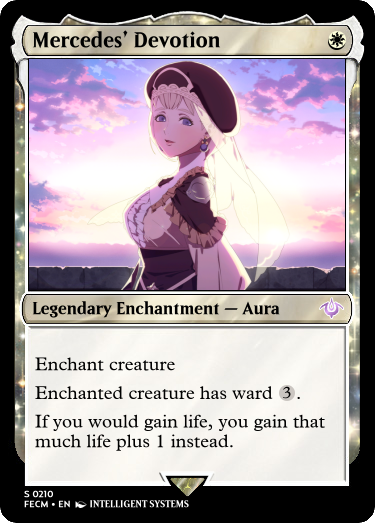 Mercedes' Devotion
Legendary Enchantment — Aura
Enchant creature
Enchanted creature has ward 3.
If you would gain life, you gain that
much life plus 1 instead.
S 0210
FECM • EN INTELLIGENT SYSTEMS